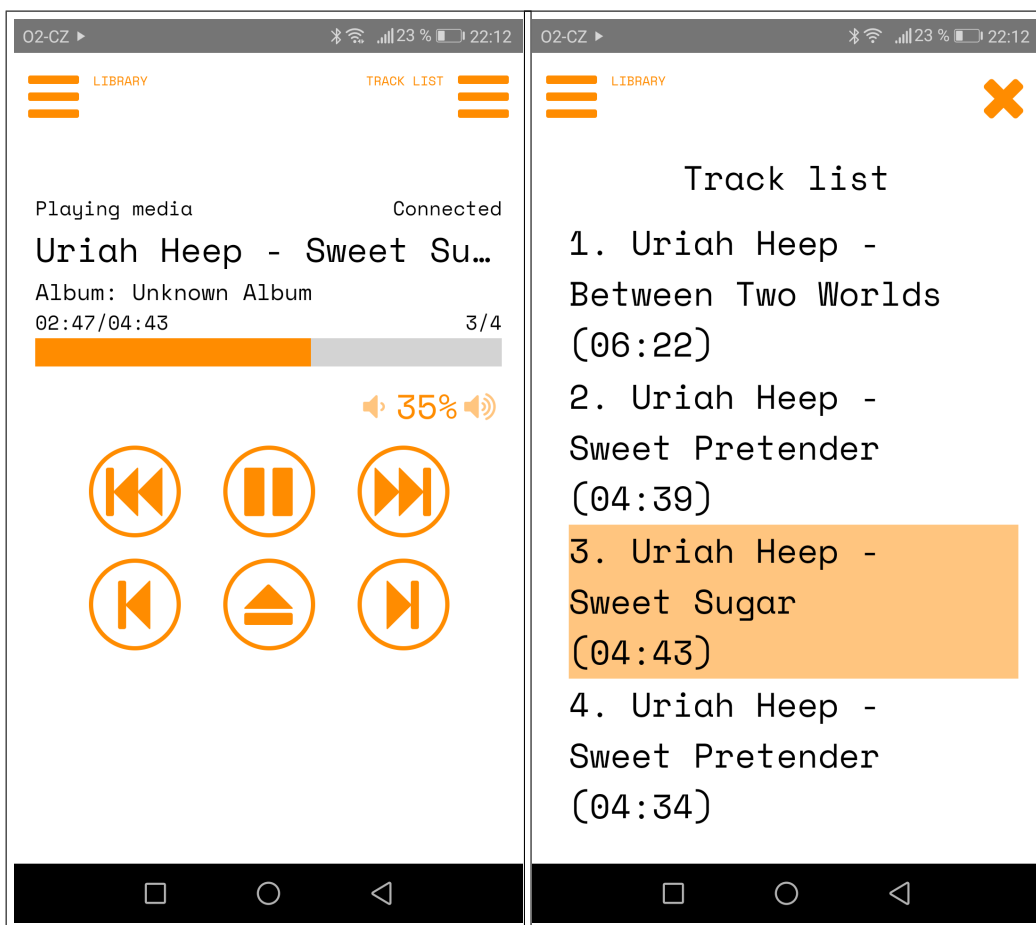 O2-CZ
23 % 22:12
LIBRARY
TRACK LIST
Playing media
Connected
Uriah Heep - Sweet Su…
Album: Unknown Album
02:47/04:43
3/4
35%
O2-CZ
23 % 22:12
LIBRARY
Track list
1. Uriah Heep -
Between Two Worlds
(06:22)
2. Uriah Heep -
Sweet Pretender
(04:39)
3. Uriah Heep -
Sweet Sugar
(04:43)
4. Uriah Heep -
Sweet Pretender
(04:34)